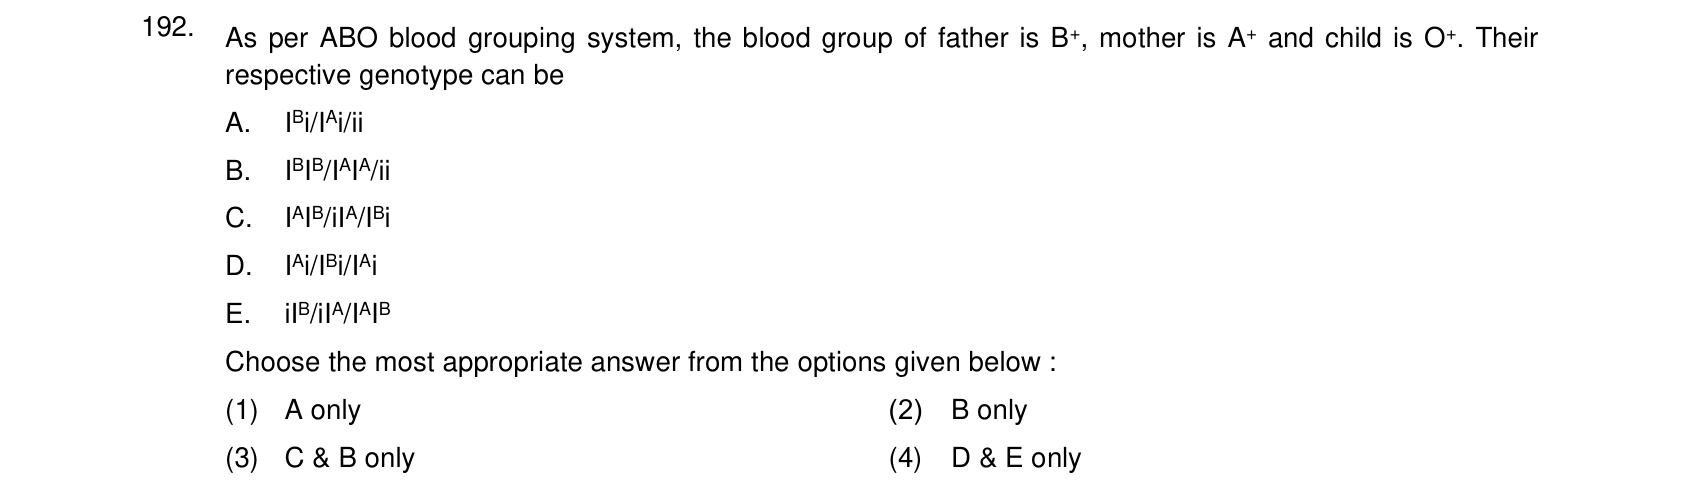 192. As per ABO blood grouping system, the blood group of father is B⁺, mother is A⁺ and child is O⁺. Their
respective genotype can be
A. Iᴮi/Iᴬi/ii
B. IᴮIᴮ/IᴬIᴬ/ii
C. IᴬIᴮ/iIᴬ/Iᴮi
D. Iᴬi/Iᴮi/Iᴬi
E. iIᴮ/iIᴬ/IᴬIᴮ
Choose the most appropriate answer from the options given below :
(1) A only (2) B only
(3) C & B only (4) D & E only